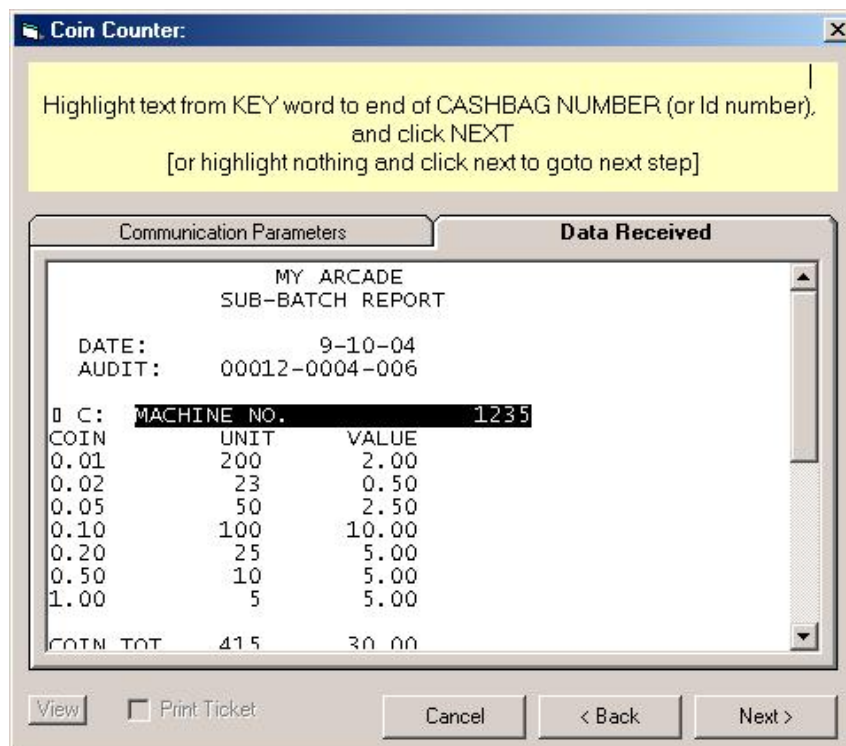 Coin Counter:
Highlight text from KEY word to end of CASHBAG NUMBER (or Id number),
and click NEXT
[or highlight nothing and click next to goto next step]
Communication Parameters Data Received
MY ARCADE
SUB-BATCH REPORT
DATE: 9-10-04
AUDIT: 00012-0004-006
▯ C: MACHINE NO. 1235
COIN UNIT VALUE
0.01 200 2.00
0.02 23 0.50
0.05 50 2.50
0.10 100 10.00
0.20 25 5.00
0.50 10 5.00
1.00 5 5.00
COIN TOT 415 30.00
View Print Ticket Cancel < Back Next >